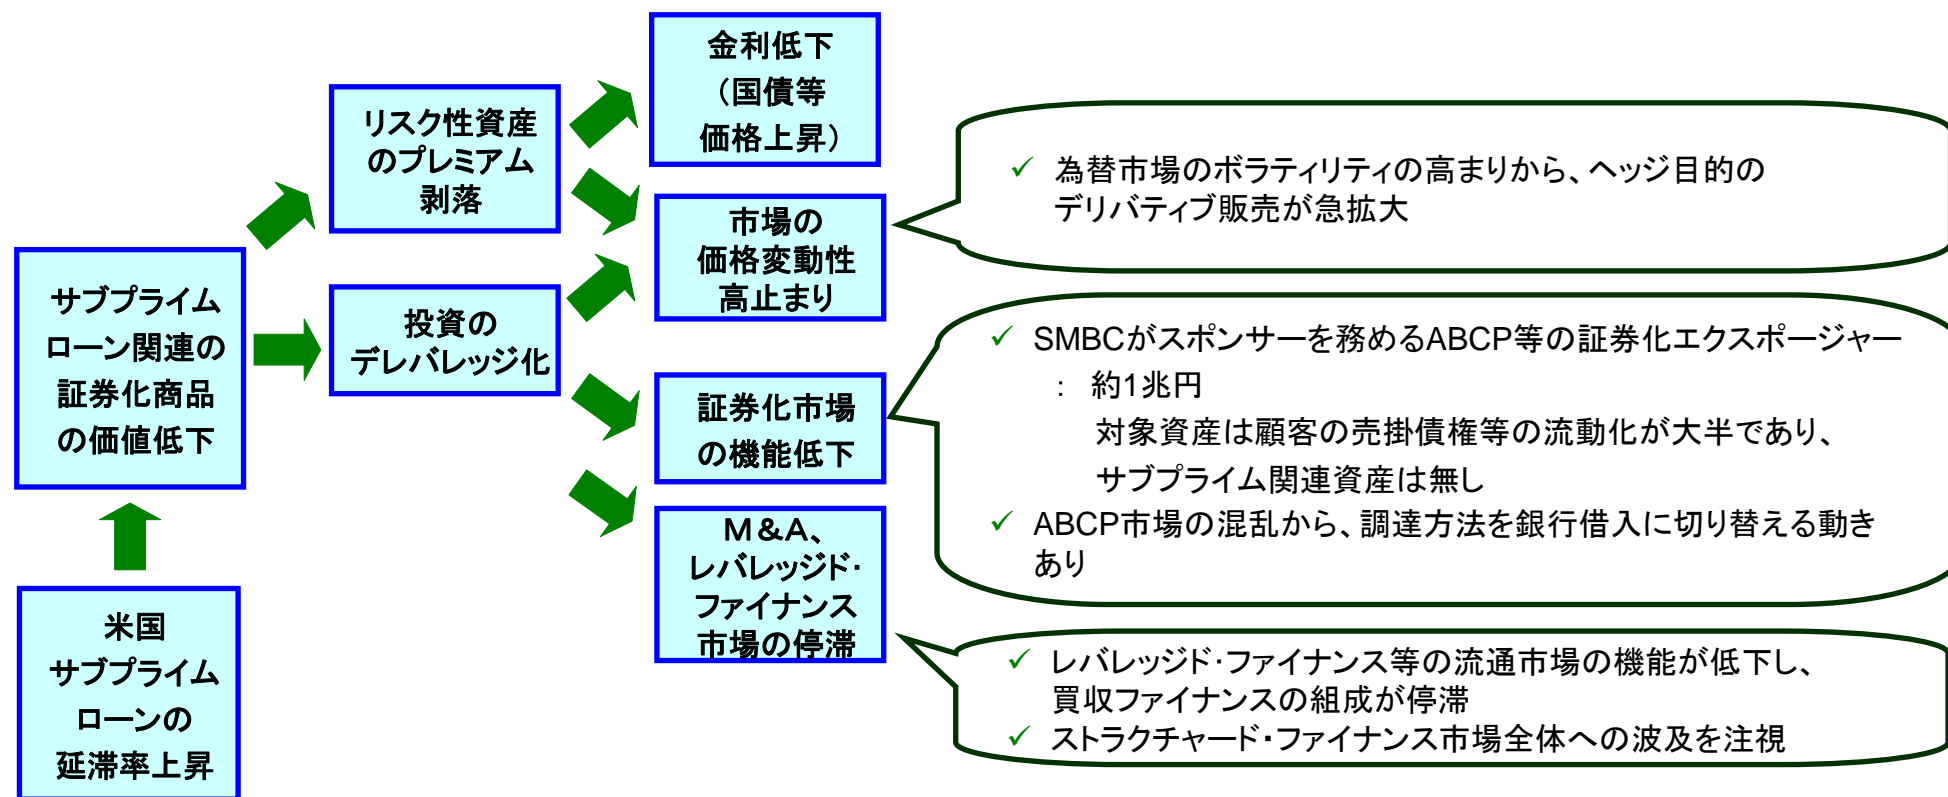 金利低下
（国債等
価格上昇）
リスク性資産
のプレミアム
剥落
✓ 為替市場のボラティリティの高まりから、ヘッジ目的の
デリバティブ販売が急拡大
市場の
価格変動性
高止まり
サブプライム
ローン関連の
証券化商品
の価値低下
投資の
デレバレッジ化
✓ SMBCがスポンサーを務めるABCP等の証券化エクスポージャー
： 約1兆円
対象資産は顧客の売掛債権等の流動化が大半であり、
サブプライム関連資産は無し
✓ ABCP市場の混乱から、調達方法を銀行借入に切り替える動き
あり
証券化市場
の機能低下
Ｍ＆Ａ、
レバレッジド・
ファイナンス
市場の停滞
米国
サブプライム
ローンの
延滞率上昇
✓ レバレッジド・ファイナンス等の流通市場の機能が低下し、
買収ファイナンスの組成が停滞
✓ ストラクチャード・ファイナンス市場全体への波及を注視